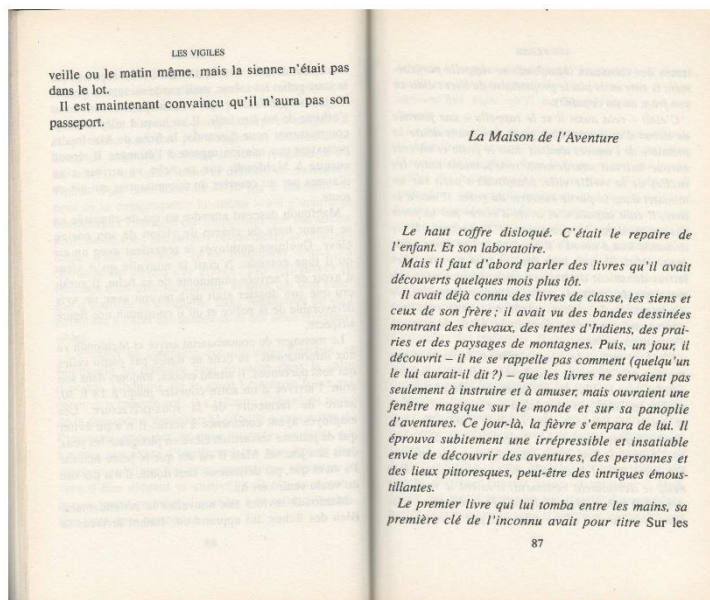 LES VIGILES
veille ou le matin même, mais la sienne n'était pas
dans le lot.
Il est maintenant convaincu qu'il n'aura pas son
passeport.
La Maison de l'Aventure
Le haut coffre disloqué. C'était le repaire de
l'enfant. Et son laboratoire.
Mais il faut d'abord parler des livres qu'il avait
découverts quelques mois plus tôt.
Il avait déjà connu des livres de classe, les siens et
ceux de son frère ; il avait vu des bandes dessinées
montrant des chevaux, des tentes d'Indiens, des prai-
ries et des paysages de montagnes. Puis, un jour, il
découvrit – il ne se rappelle pas comment (quelqu'un
le lui aurait-il dit ?) – que les livres ne servaient pas
seulement à instruire et à amuser, mais ouvraient une
fenêtre magique sur le monde et sur sa panoplie
d'aventures. Ce jour-là, la fièvre s'empara de lui. Il
éprouva subitement une irrépressible et insatiable
envie de découvrir des aventures, des personnes et
des lieux pittoresques, peut-être des intrigues émous-
tillantes.
Le premier livre qui lui tomba entre les mains, sa
première clé de l'inconnu avait pour titre Sur les
87